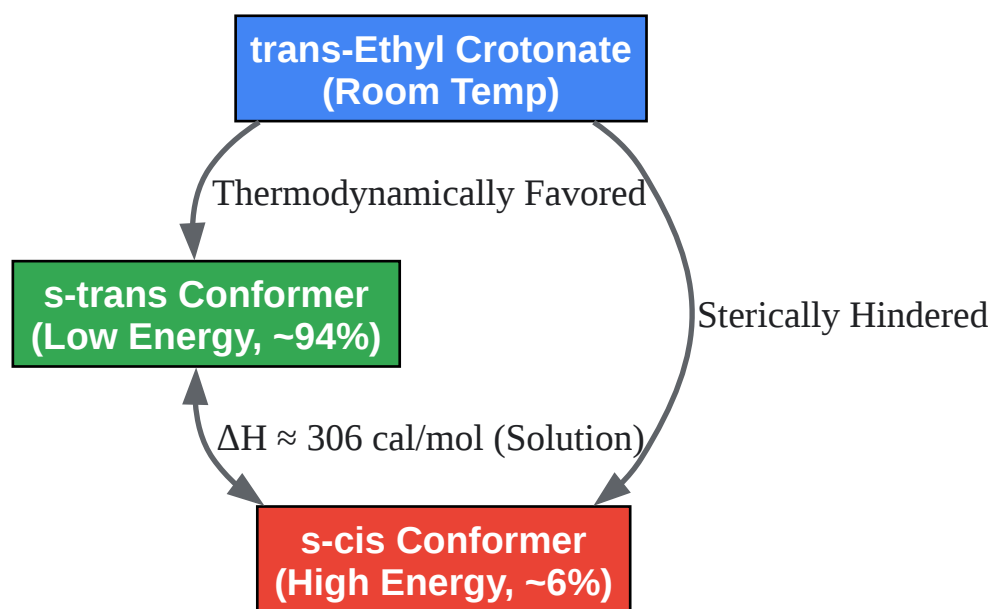 trans-Ethyl Crotonate
(Room Temp)
Thermodynamically Favored
s-trans Conformer
(Low Energy, ~94%)
Sterically Hindered
ΔH ≈ 306 cal/mol (Solution)
s-cis Conformer
(High Energy, ~6%)